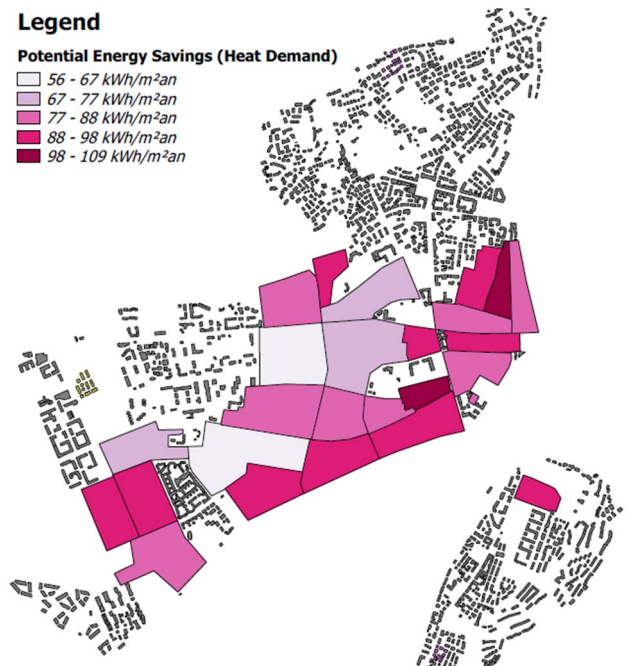 Legend
Potential Energy Savings (Heat Demand)
56 - 67 kWh/m²an
67 - 77 kWh/m²an
77 - 88 kWh/m²an
88 - 98 kWh/m²an
98 - 109 kWh/m²an